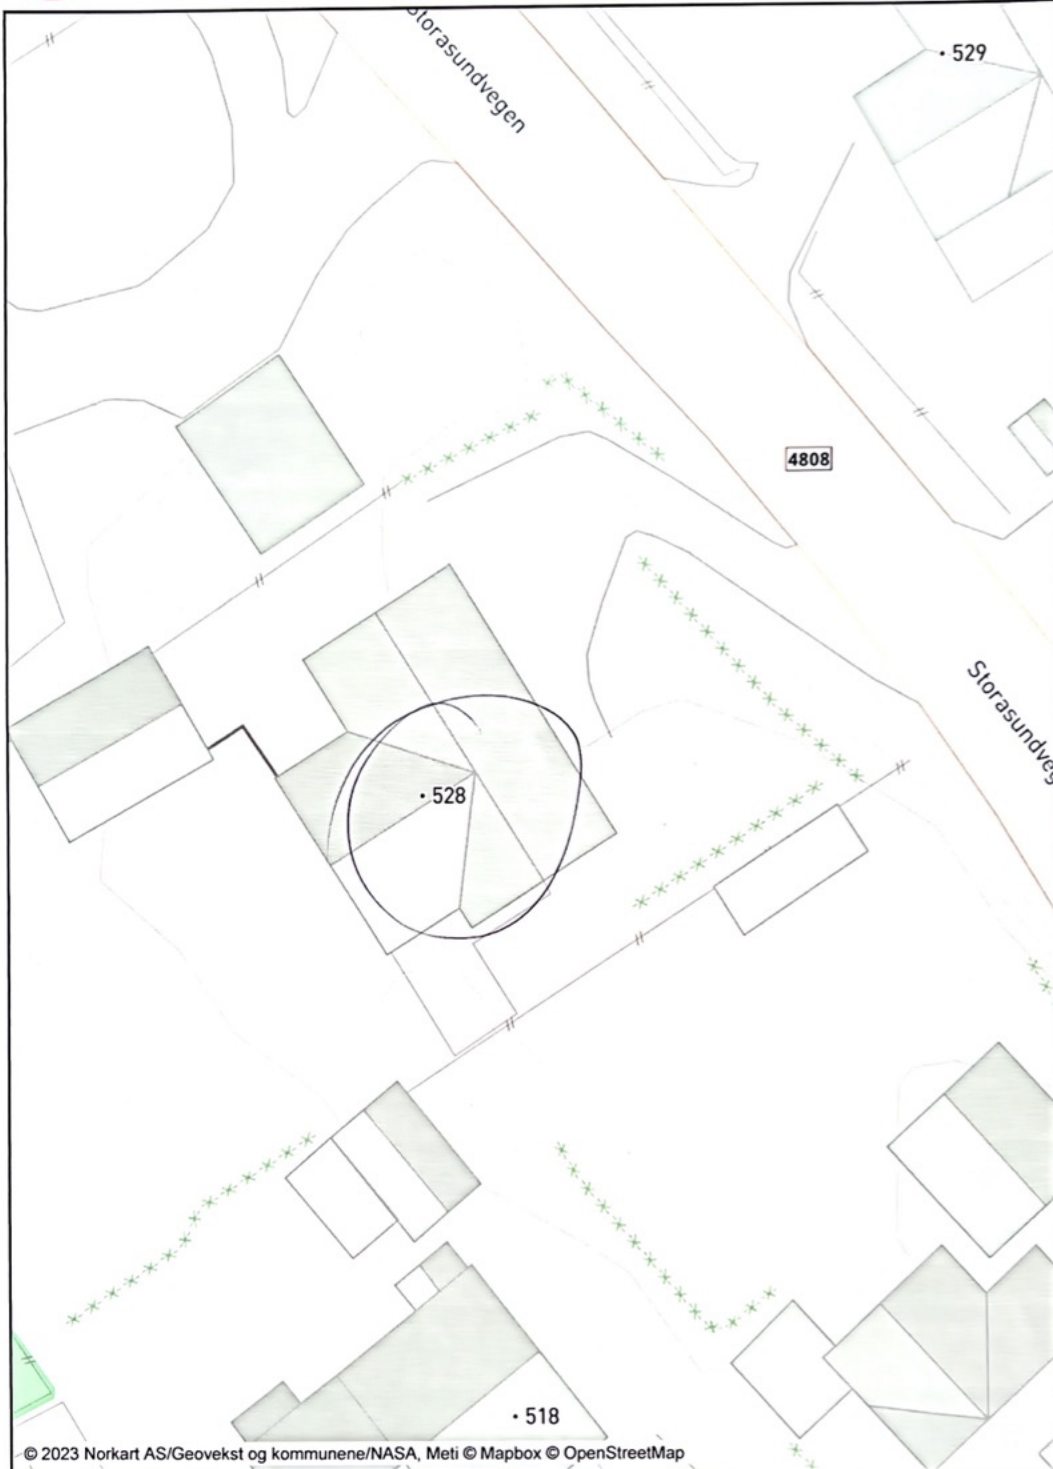 Storasundvegen
529
4808
Storasundveg
528
518
© 2023 Norkart AS/Geovekst og kommunene/NASA, Meti © Mapbox © OpenStreetMap